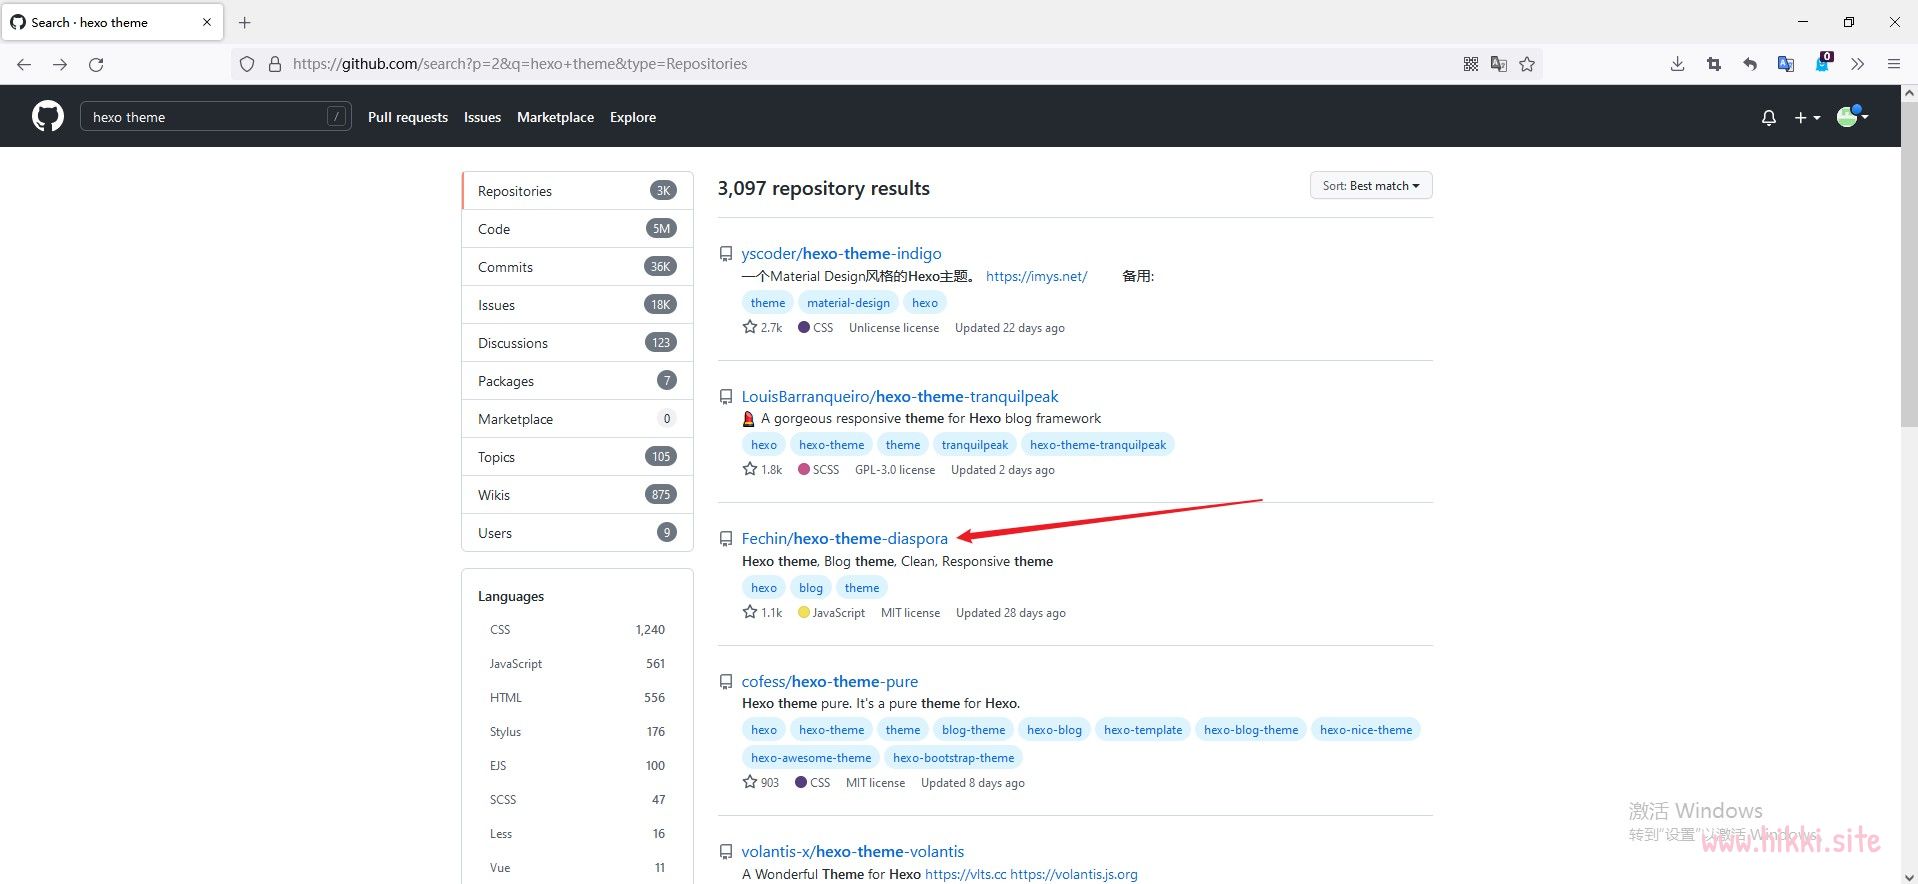 Search · hexo theme
https://github.com/search?p=2&q=hexo+theme&type=Repositories
0
hexo theme
/
Pull requests Issues Marketplace Explore
Repositories 3K
Code 5M
Commits 36K
Issues 18K
Discussions 123
Packages 7
Marketplace 0
Topics 105
Wikis 875
Users 9
Languages
CSS 1,240
JavaScript 561
HTML 556
Stylus 176
EJS 100
SCSS 47
Less 16
Vue 11
3,097 repository results
Sort: Best match
yscoder/hexo-theme-indigo
一个Material Design风格的Hexo主题。 https://imys.net/ 备用:
theme material-design hexo
2.7k CSS Unlicense license Updated 22 days ago
LouisBarranqueiro/hexo-theme-tranquilpeak
A gorgeous responsive theme for Hexo blog framework
hexo hexo-theme theme tranquilpeak hexo-theme-tranquilpeak
1.8k SCSS GPL-3.0 license Updated 2 days ago
Fechin/hexo-theme-diaspora
Hexo theme, Blog theme, Clean, Responsive theme
hexo blog theme
1.1k JavaScript MIT license Updated 28 days ago
cofess/hexo-theme-pure
Hexo theme pure. It's a pure theme for Hexo.
hexo hexo-theme theme blog-theme hexo-blog hexo-template hexo-blog-theme hexo-nice-theme
hexo-awesome-theme hexo-bootstrap-theme
903 CSS MIT license Updated 8 days ago
volantis-x/hexo-theme-volantis
A Wonderful Theme for Hexo https://vlts.cc https://volantis.js.org
激活 Windows
转到"设置"以激活 Windows。
www.hikki.site